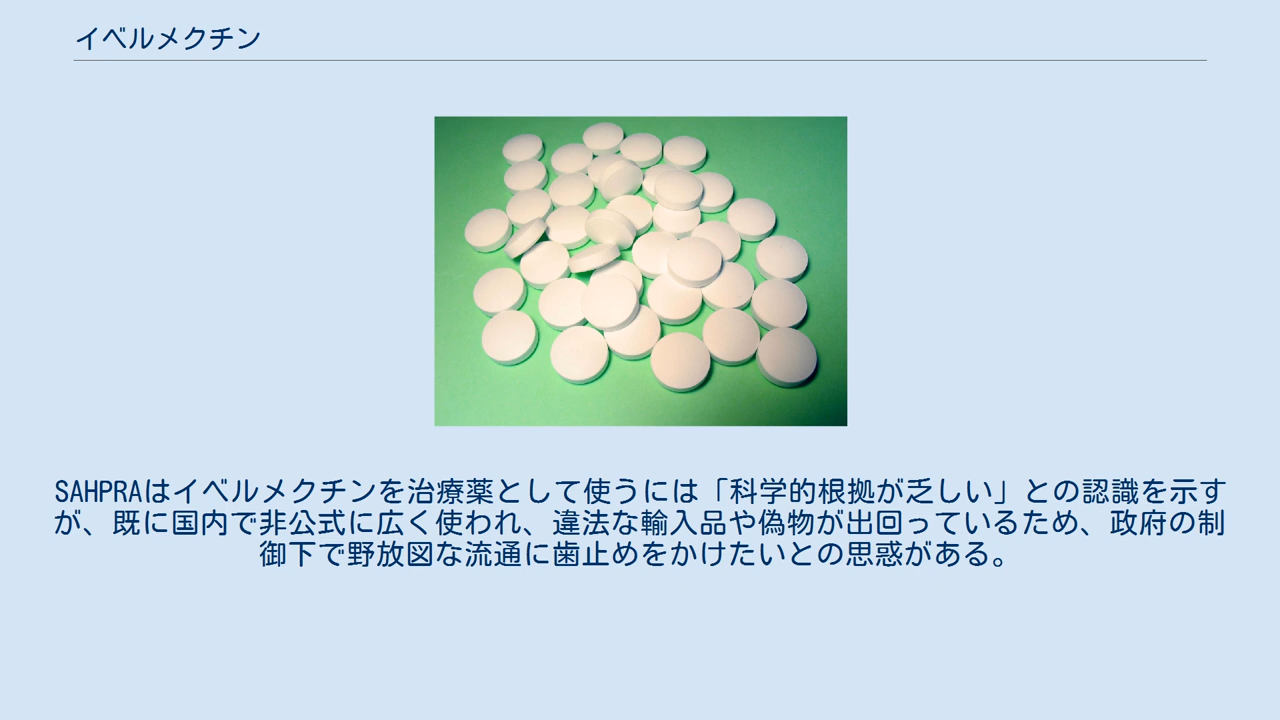 イベルメクチン
SAHPRAはイベルメクチンを治療薬として使うには「科学的根拠が乏しい」との認識を示す
が、既に国内で非公式に広く使われ、違法な輸入品や偽物が出回っているため、政府の制
御下で野放図な流通に歯止めをかけたいとの思惑がある。